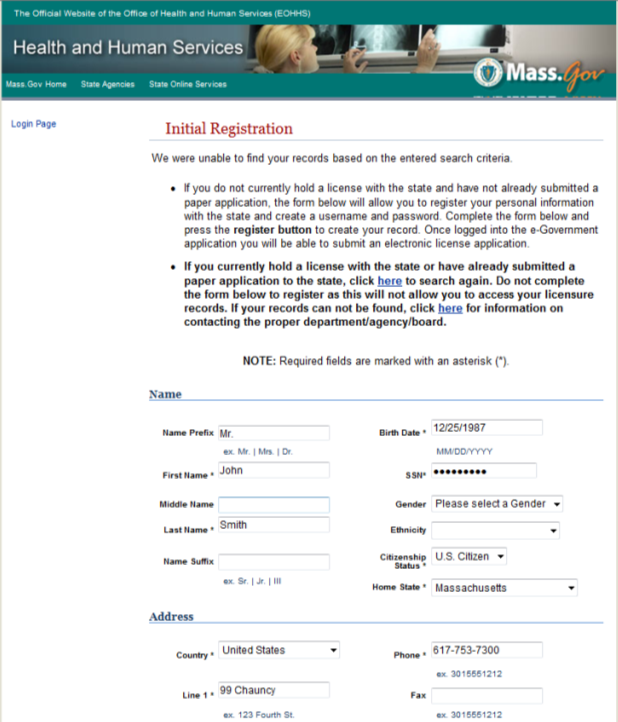 The Official Website of the Office of Health and Human Services (EOHHS)
Health and Human Services
Mass.Gov
Mass.Gov Home State Agencies State Online Services
Login Page
Initial Registration
We were unable to find your records based on the entered search criteria.
• If you do not currently hold a license with the state and have not already submitted a
paper application, the form below will allow you to register your personal information
with the state and create a username and password. Complete the form below and
press the register button to create your record. Once logged into the e-Government
application you will be able to submit an electronic license application.
• If you currently hold a license with the state or have already submitted a
paper application to the state, click here to search again. Do not complete
the form below to register as this will not allow you to access your licensure
records. If your records can not be found, click here for information on
contacting the proper department/agency/board.
NOTE: Required fields are marked with an asterisk (*).
Name
Name Prefix Mr. Birth Date * 12/25/1987
ex. Mr. | Mrs. | Dr. MM/DD/YYYY
First Name * John SSN* •••••••••
Middle Name Gender Please select a Gender
Last Name * Smith Ethnicity
Name Suffix Citizenship Status * U.S. Citizen
ex. Sr. | Jr. | III Home State * Massachusetts
Address
Country * United States Phone * 617-753-7300
ex. 3015551212
Line 1 * 99 Chauncy Fax
ex. 123 Fourth St. ex. 3015551212